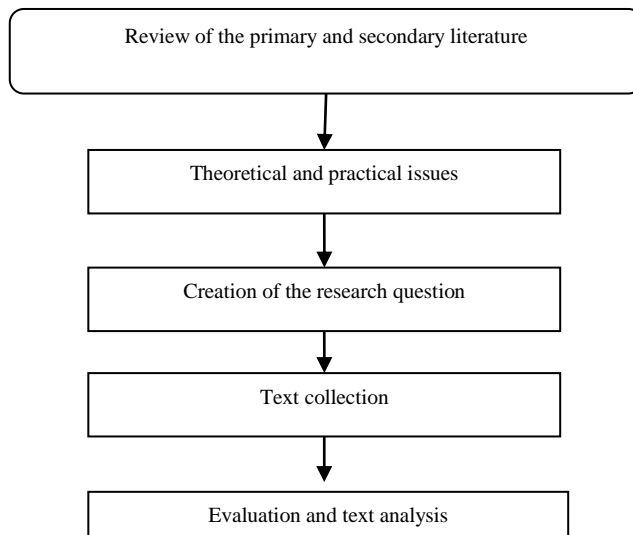 Review of the primary and secondary literature
Theoretical and practical issues
Creation of the research question
Text collection
Evaluation and text analysis